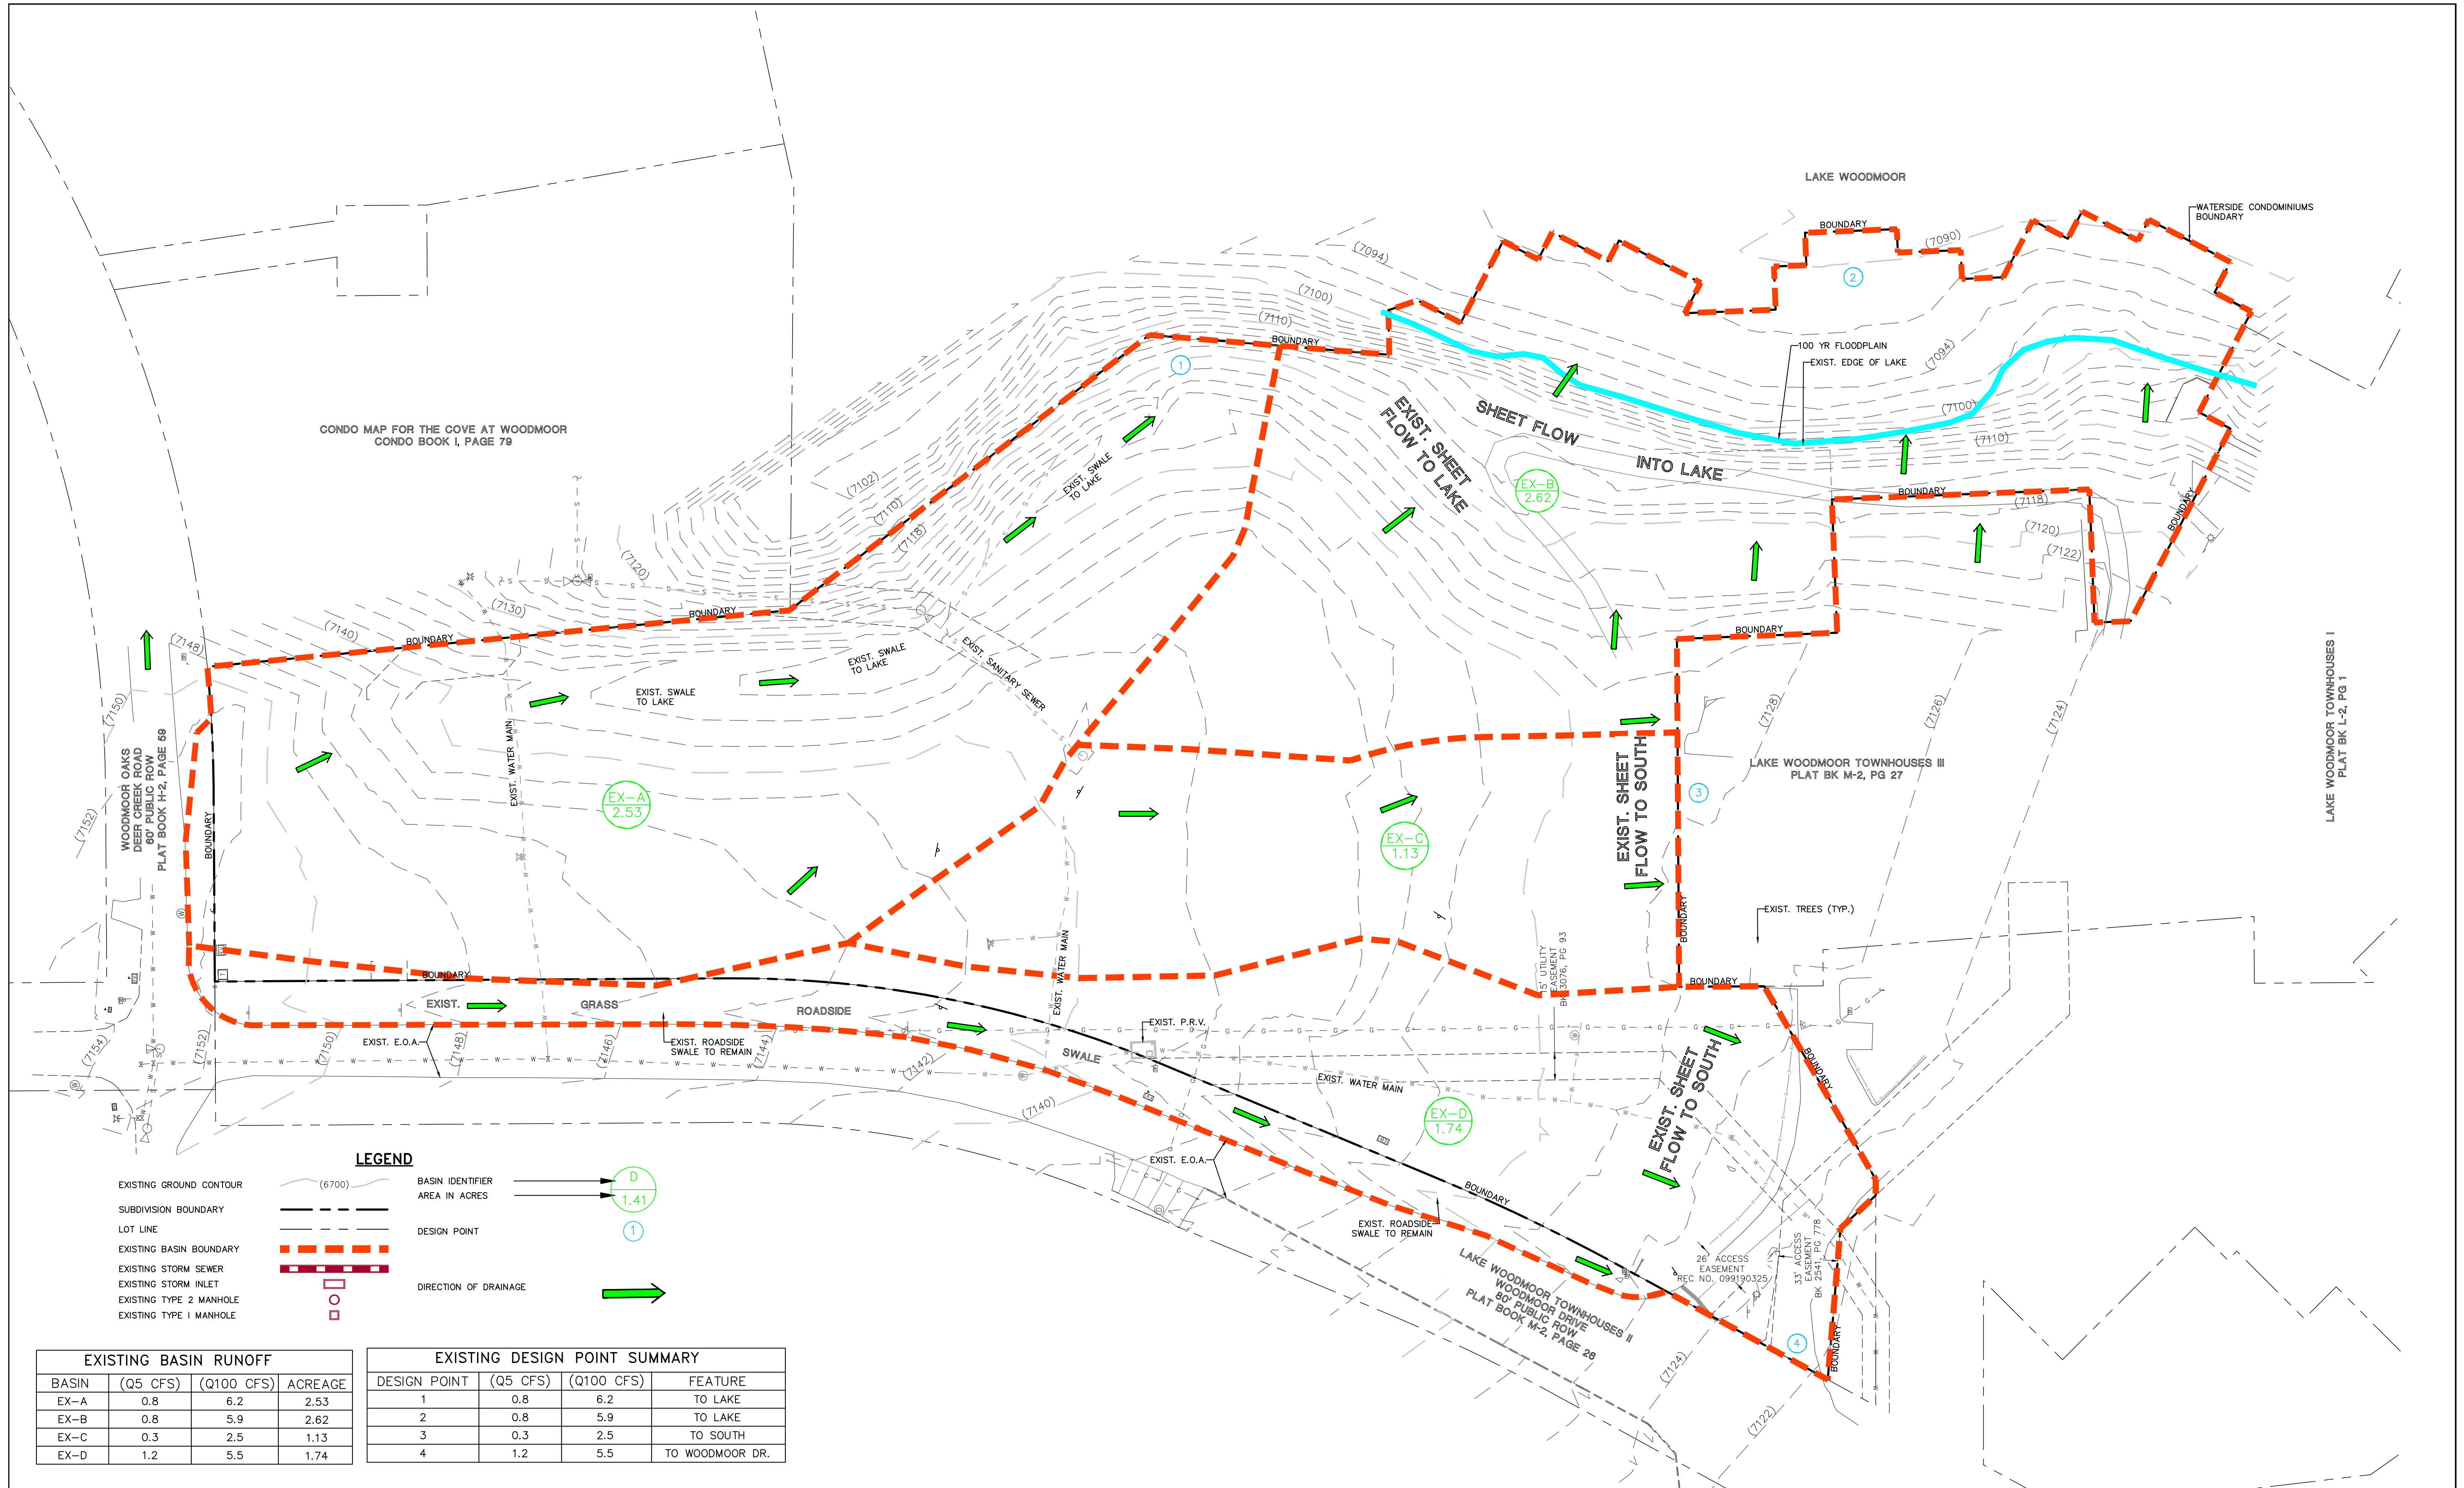 LAKE WOODMOOR
WATERSIDE CONDOMINIUMS
BOUNDARY
BOUNDARY
(7090)
2
(7094)
(7100)
(7110)
BOUNDARY
1
100 YR FLOODPLAIN
EXIST. EDGE OF LAKE
(7094)
(7100)
(7110)
CONDO MAP FOR THE COVE AT WOODMOOR
CONDO BOOK I, PAGE 79
EXIST. SHEET
FLOW TO LAKE
SHEET FLOW
INTO LAKE
EX-B
2.62
EXIST. SWALE
TO LAKE
(7102)
(7110)
(7118)
(7120)
BOUNDARY
(7118)
(7120)
(7122)
BOUNDARY
(7130)
(7140)
(7148)
BOUNDARY
BOUNDARY
BOUNDARY
EXIST. SWALE
TO LAKE
EXIST. SWALE
TO LAKE
EXIST. SANITARY SEWER
EXIST. WATER MAIN
(7150)
(7152)
WOODMOOR OAKS
DEER CREEK ROAD
60' PUBLIC ROW
PLAT BOOK H-2, PAGE 59
BOUNDARY
EX-A
2.53
EX-C
1.13
EXIST. SHEET
FLOW TO SOUTH
3
(7128)
(7126)
(7124)
LAKE WOODMOOR TOWNHOUSES III
PLAT BK M-2, PG 27
LAKE WOODMOOR TOWNHOUSES I
PLAT BK L-2, PG 1
BOUNDARY
EXIST. TREES (TYP.)
15' UTILITY
EASEMENT
BK 3076, PG 93
BOUNDARY
BOUNDARY
EXIST. WATER MAIN
EXIST.
GRASS
ROADSIDE
SWALE
EXIST. P.R.V.
EXIST. E.O.A.
EXIST. ROADSIDE
SWALE TO REMAIN
(7154)
(7152)
(7150)
(7148)
(7146)
(7144)
(7142)
(7140)
EXIST. WATER MAIN
EX-D
1.74
EXIST. SHEET
FLOW TO SOUTH
BOUNDARY
EXIST. E.O.A.
BOUNDARY
EXIST. ROADSIDE
SWALE TO REMAIN
LAKE WOODMOOR TOWNHOUSES II
WOODMOOR DRIVE
80' PUBLIC ROW
PLAT BOOK M-2, PAGE 28
26' ACCESS
EASEMENT
REC NO. 099190325
33' ACCESS
EASEMENT
BK 2541, PG 778
4
BOUNDARY
(7124)
(7122)
LEGEND
EXISTING GROUND CONTOUR
(6700)
SUBDIVISION BOUNDARY
LOT LINE
EXISTING BASIN BOUNDARY
EXISTING STORM SEWER
EXISTING STORM INLET
EXISTING TYPE 2 MANHOLE
EXISTING TYPE I MANHOLE
BASIN IDENTIFIER
AREA IN ACRES
D
1.41
DESIGN POINT
1
DIRECTION OF DRAINAGE
EXISTING BASIN RUNOFF
BASIN (Q5 CFS) (Q100 CFS) ACREAGE
EX-A 0.8 6.2 2.53
EX-B 0.8 5.9 2.62
EX-C 0.3 2.5 1.13
EX-D 1.2 5.5 1.74
EXISTING DESIGN POINT SUMMARY
DESIGN POINT (Q5 CFS) (Q100 CFS) FEATURE
1 0.8 6.2 TO LAKE
2 0.8 5.9 TO LAKE
3 0.3 2.5 TO SOUTH
4 1.2 5.5 TO WOODMOOR DR.